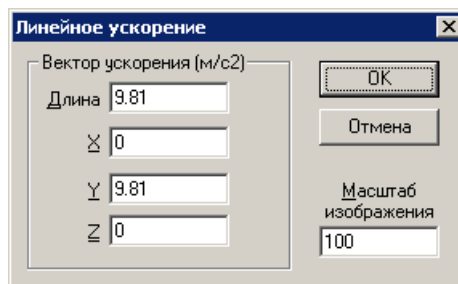 Линейное ускорение
Вектор ускорения (м/с2)
Длина 9.81
X 0
Y 9.81
Z 0
OK
Отмена
Масштаб
изображения
100